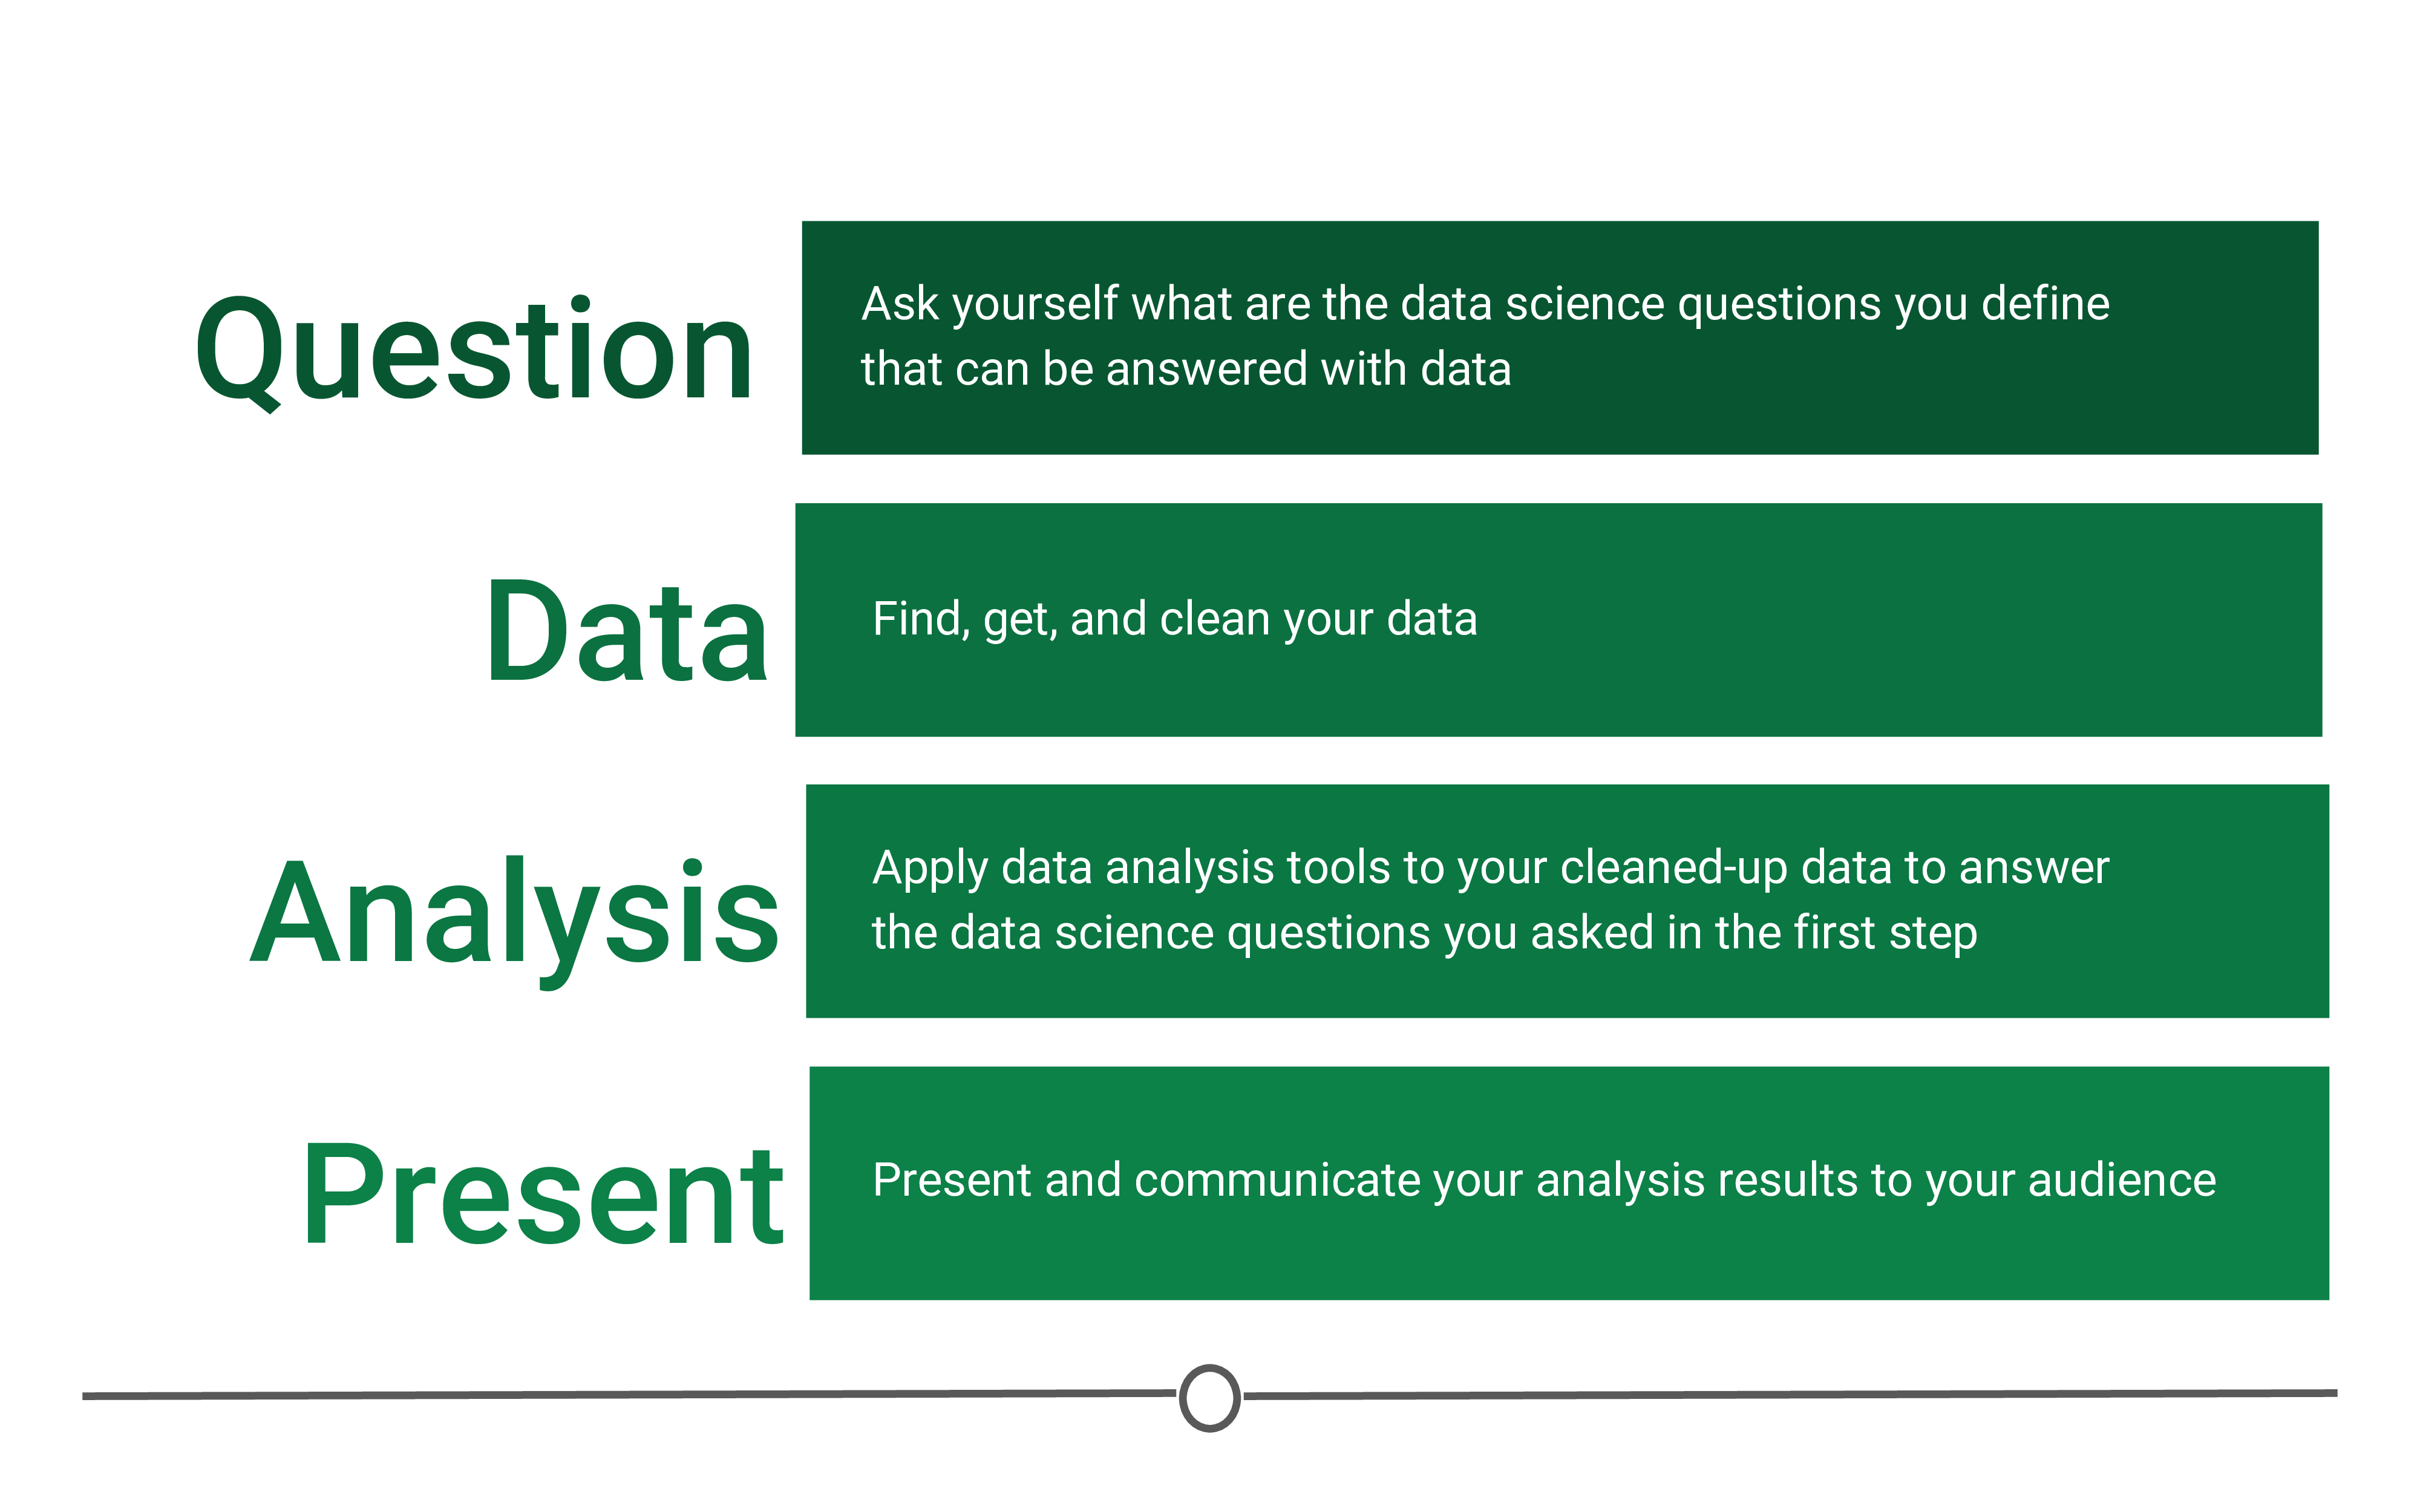 Question
Ask yourself what are the data science questions you define
that can be answered with data
Data
Find, get, and clean your data
Analysis
Apply data analysis tools to your cleaned-up data to answer
the data science questions you asked in the first step
Present
Present and communicate your analysis results to your audience